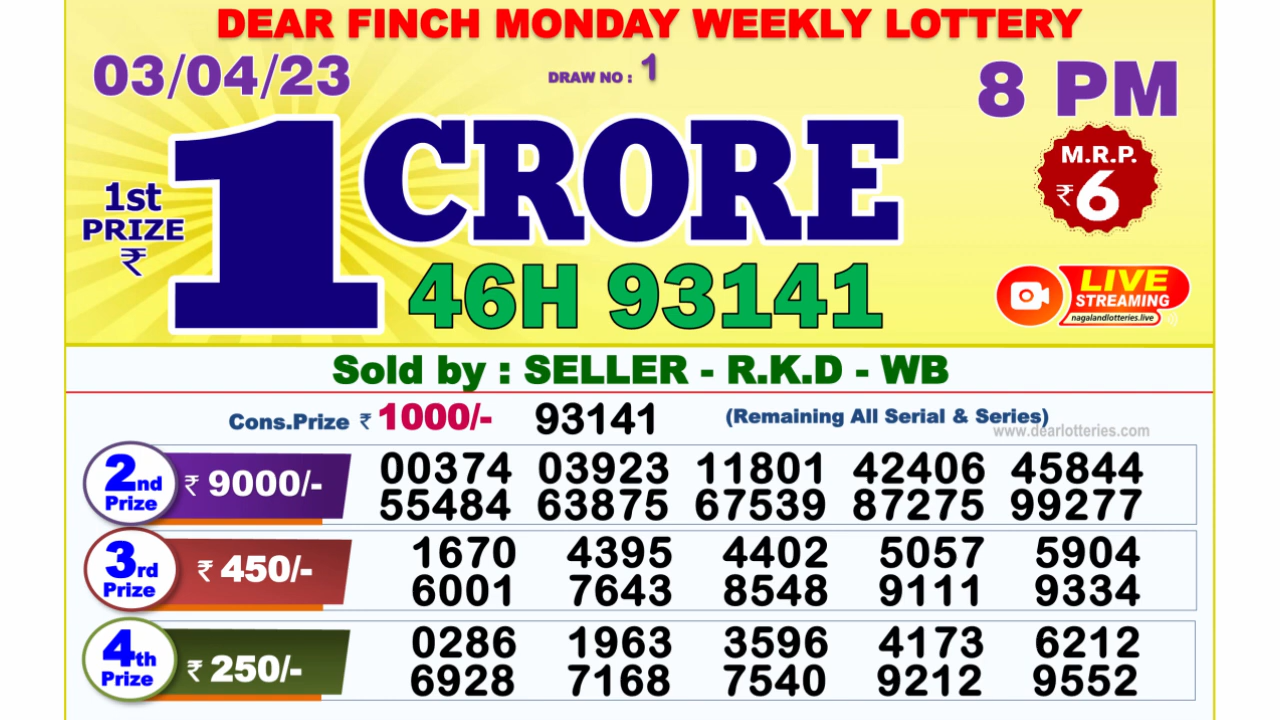 DEAR FINCH MONDAY WEEKLY LOTTERY
03/04/23
DRAW NO : 1
8 PM
1st
PRIZE
₹
1 CRORE
M.R.P.
₹ 6
46H 93141
LIVE
STREAMING
nagalandlotteries.live
Sold by : SELLER - R.K.D - WB
Cons.Prize ₹ 1000/- 93141 (Remaining All Serial & Series)
www.dearlotteries.com
2nd Prize ₹ 9000/-
00374 03923 11801 42406 45844
55484 63875 67539 87275 99277
3rd Prize ₹ 450/-
1670 4395 4402 5057 5904
6001 7643 8548 9111 9334
4th Prize ₹ 250/-
0286 1963 3596 4173 6212
6928 7168 7540 9212 9552